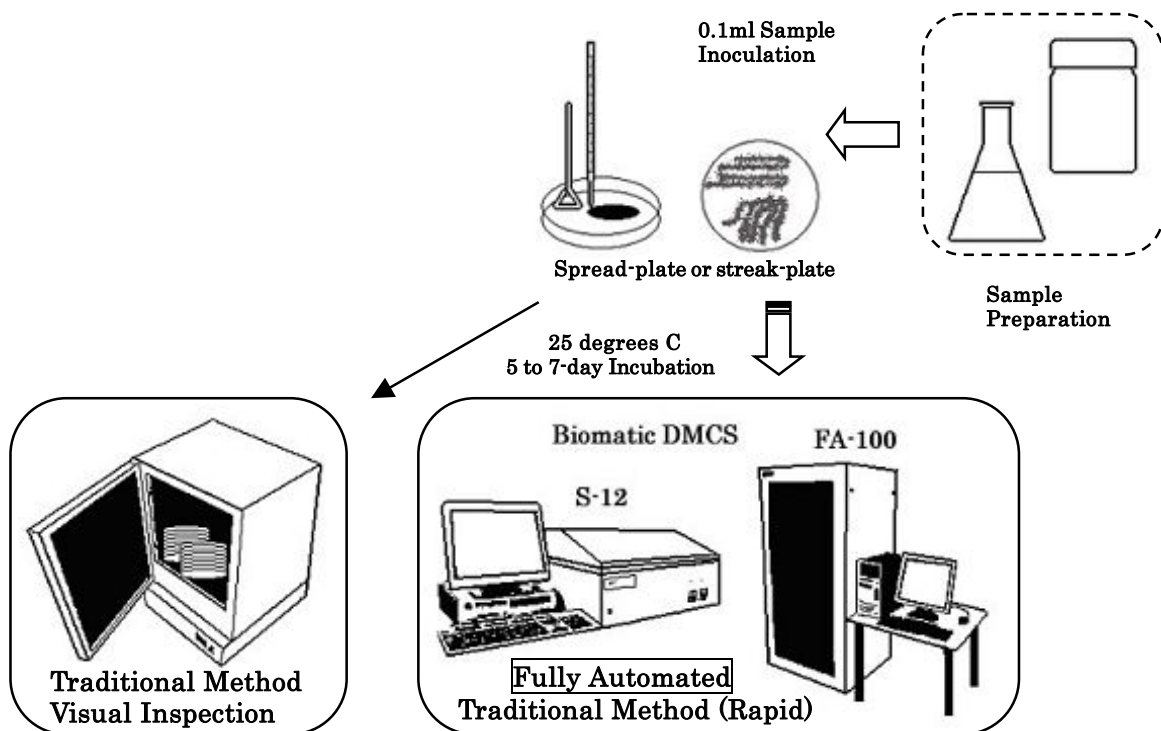 0.1ml Sample
Inoculation
Spread-plate or streak-plate
Sample
Preparation
25 degrees C
5 to 7-day Incubation
Biomatic DMCS
FA-100
S-12
Traditional Method
Visual Inspection
Fully Automated
Traditional Method (Rapid)